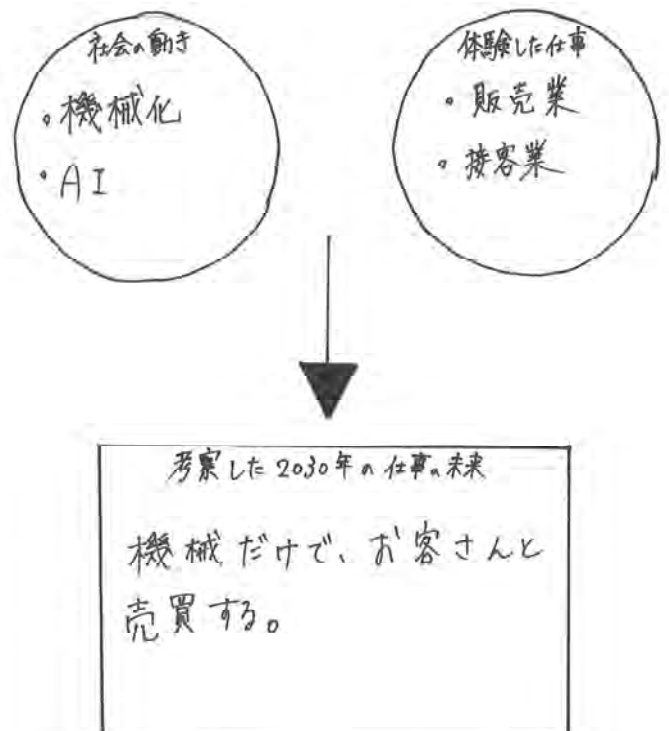 社会の動き
・機械化
・AI
体験した仕事
・販売業
・接客業
考察した2030年の仕事の未来
機械だけで、お客さんと
売買する。